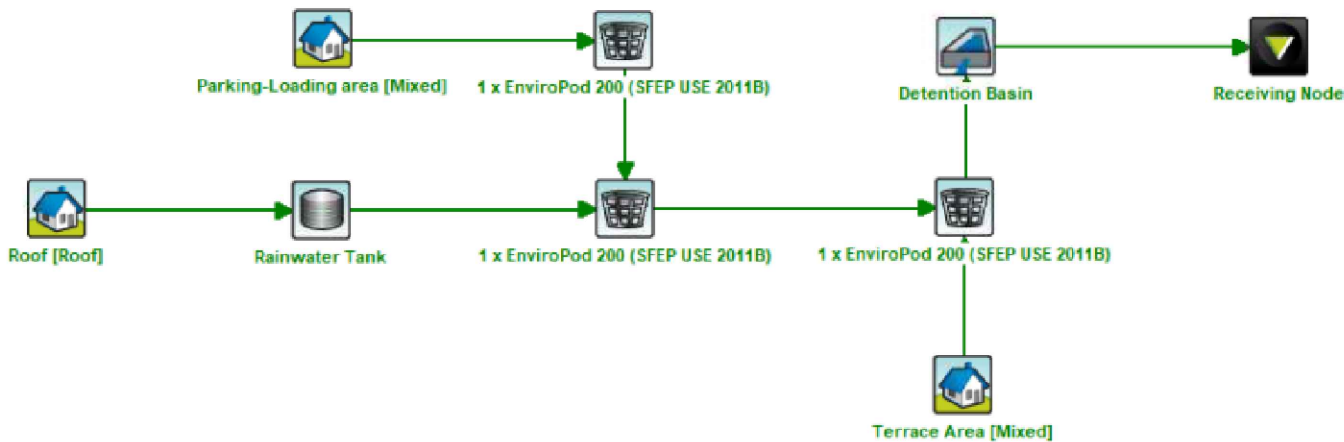 Parking-Loading area [Mixed]
1 x EnviroPod 200 (SFEP USE 2011B)
Detention Basin
Receiving Node
Roof [Roof]
Rainwater Tank
1 x EnviroPod 200 (SFEP USE 2011B)
1 x EnviroPod 200 (SFEP USE 2011B)
Terrace Area [Mixed]